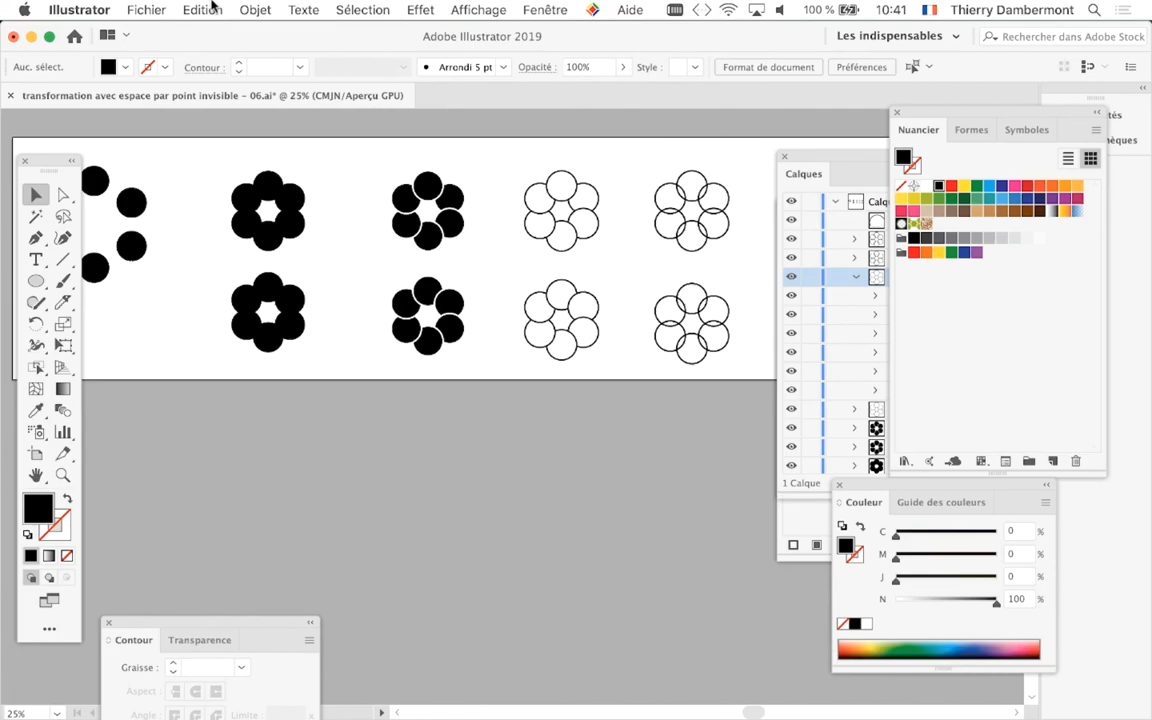 Illustrator Fichier Edition Objet Texte Sélection Effet Affichage Fenêtre Aide 100 % 10:41 Thierry Dambermont
Adobe Illustrator 2019
Les indispensables
Rechercher dans Adobe Stock
Auc. sélect.
Contour :
Arrondi 5 pt
Opacité : 100%
Style :
Format de document
Préférences
transformation avec espace par point invisible – 06.ai* @ 25% (CMJN/Aperçu GPU)
Nuancier Formes Symboles
Calques
1 Calque
Couleur Guide des couleurs
C 0 %
M 0 %
J 0 %
N 100 %
Contour Transparence
Graisse :
Aspect :
Angle : Limite :
25%